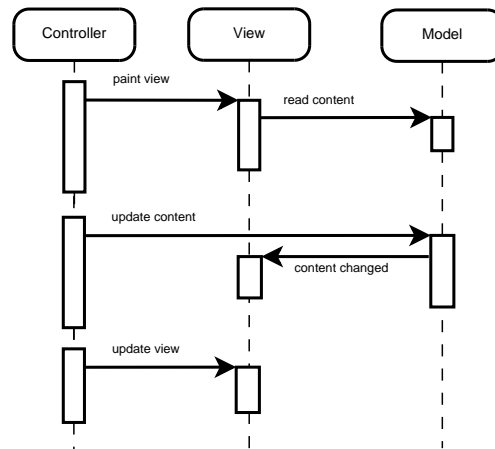 Controller
View
Model
paint view
read content
update content
content changed
update view